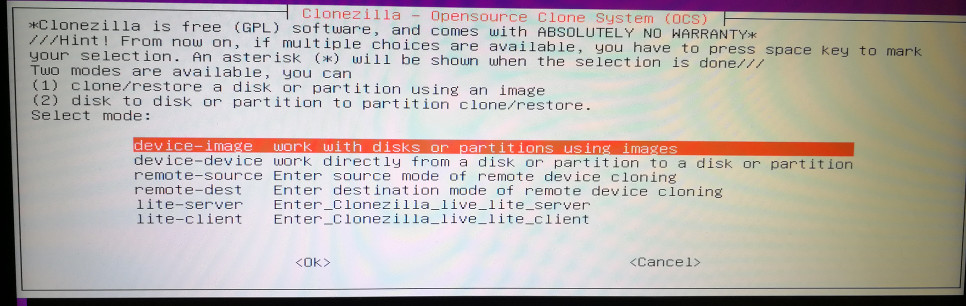 Clonezilla - Opensource Clone System (OCS)
*Clonezilla is free (GPL) software, and comes with ABSOLUTELY NO WARRANTY*
///Hint! From now on, if multiple choices are available, you have to press space key to mark
your selection. An asterisk (*) will be shown when the selection is done///
Two modes are available, you can
(1) clone/restore a disk or partition using an image
(2) disk to disk or partition to partition clone/restore.
Select mode:
device-image work with disks or partitions using images
device-device work directly from a disk or partition to a disk or partition
remote-source Enter source mode of remote device cloning
remote-dest Enter destination mode of remote device cloning
lite-server Enter_Clonezilla_live_lite_server
lite-client Enter_Clonezilla_live_lite_client
<Ok> <Cancel>